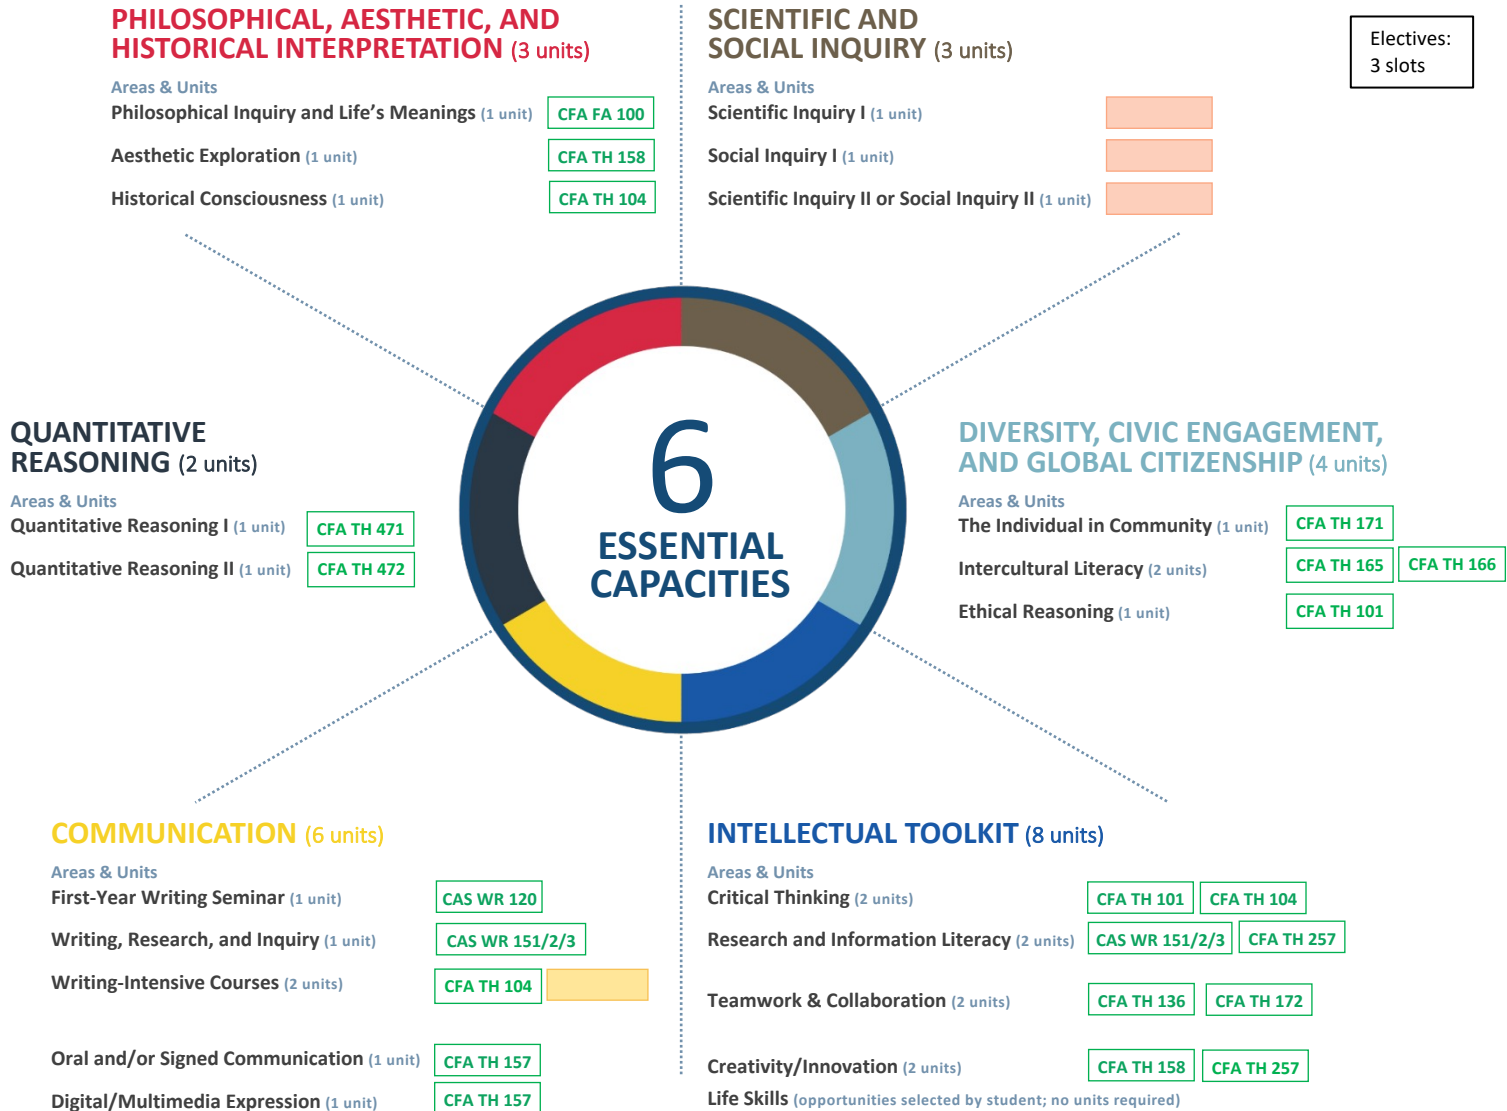 PHILOSOPHICAL, AESTHETIC, AND
HISTORICAL INTERPRETATION (3 units)
Areas & Units
Philosophical Inquiry and Life's Meanings (1 unit) CFA FA 100
Aesthetic Exploration (1 unit) CFA TH 158
Historical Consciousness (1 unit) CFA TH 104
SCIENTIFIC AND
SOCIAL INQUIRY (3 units)
Areas & Units
Scientific Inquiry I (1 unit)
Social Inquiry I (1 unit)
Scientific Inquiry II or Social Inquiry II (1 unit)
Electives:
3 slots
QUANTITATIVE
REASONING (2 units)
Areas & Units
Quantitative Reasoning I (1 unit) CFA TH 471
Quantitative Reasoning II (1 unit) CFA TH 472
6
ESSENTIAL
CAPACITIES
DIVERSITY, CIVIC ENGAGEMENT,
AND GLOBAL CITIZENSHIP (4 units)
Areas & Units
The Individual in Community (1 unit) CFA TH 171
Intercultural Literacy (2 units) CFA TH 165 CFA TH 166
Ethical Reasoning (1 unit) CFA TH 101
COMMUNICATION (6 units)
Areas & Units
First-Year Writing Seminar (1 unit) CAS WR 120
Writing, Research, and Inquiry (1 unit) CAS WR 151/2/3
Writing-Intensive Courses (2 units) CFA TH 104
Oral and/or Signed Communication (1 unit) CFA TH 157
Digital/Multimedia Expression (1 unit) CFA TH 157
INTELLECTUAL TOOLKIT (8 units)
Areas & Units
Critical Thinking (2 units) CFA TH 101 CFA TH 104
Research and Information Literacy (2 units) CAS WR 151/2/3 CFA TH 257
Teamwork & Collaboration (2 units) CFA TH 136 CFA TH 172
Creativity/Innovation (2 units) CFA TH 158 CFA TH 257
Life Skills (opportunities selected by student; no units required)